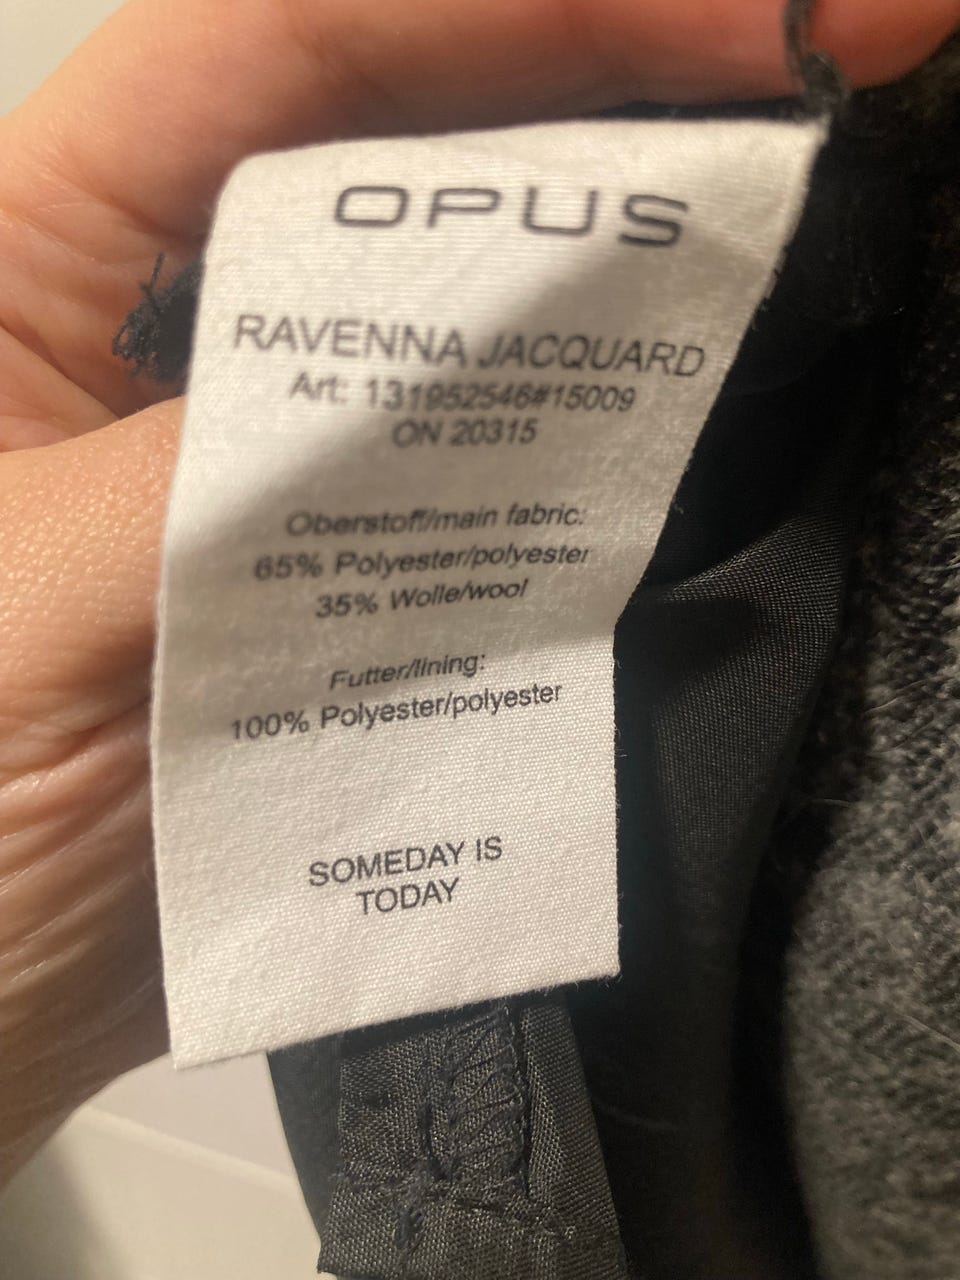 OPUS
RAVENNA JACQUARD
Art: 131952546#15009
ON 20315
Oberstoff/main fabric:
65% Polyester/polyester
35% Wolle/wool
Futter/lining:
100% Polyester/polyester
SOMEDAY IS
TODAY